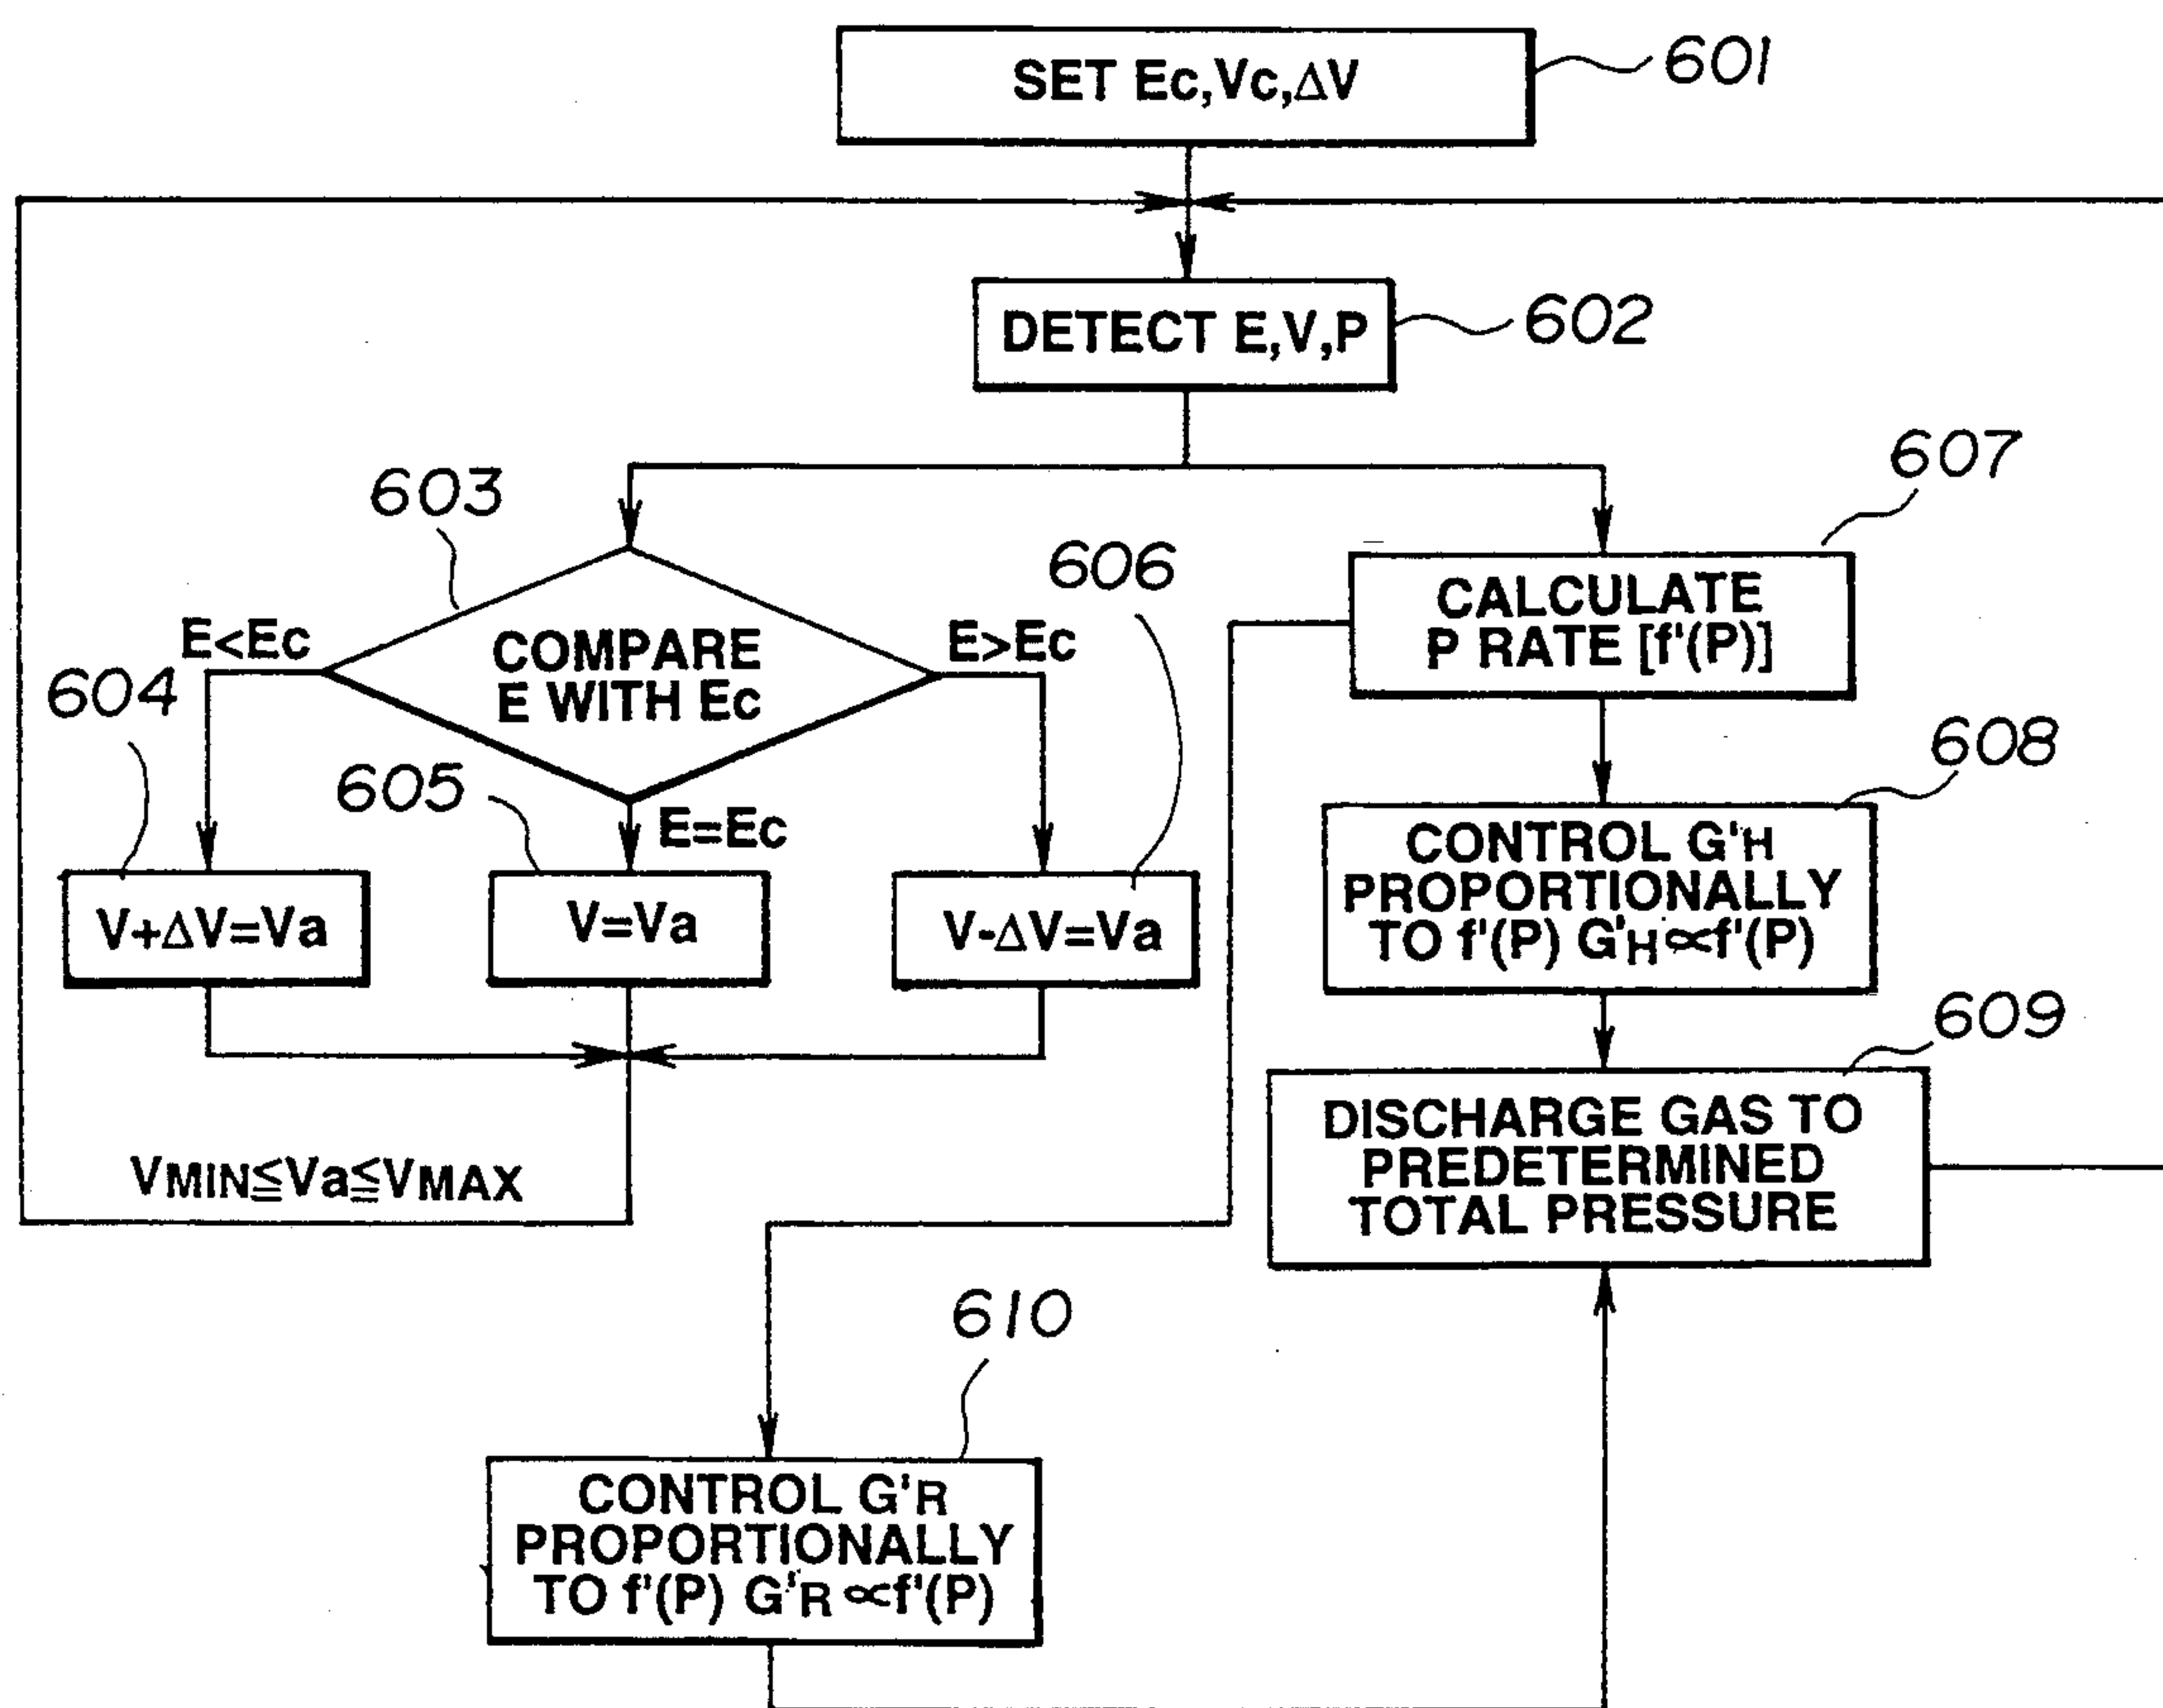 SET Ec,Vc,ΔV
601
DETECT E,V,P
602
603
COMPARE
E WITH Ec
E<Ec
E=Ec
E>Ec
604
V+ΔV=Va
605
V=Va
606
V-ΔV=Va
VMIN≦Va≦VMAX
607
CALCULATE
P RATE [f'(P)]
608
CONTROL G'H
PROPORTIONALLY
TO f'(P) G'H∝f'(P)
609
DISCHARGE GAS TO
PREDETERMINED
TOTAL PRESSURE
610
CONTROL G'R
PROPORTIONALLY
TO f'(P) G'R∝f'(P)